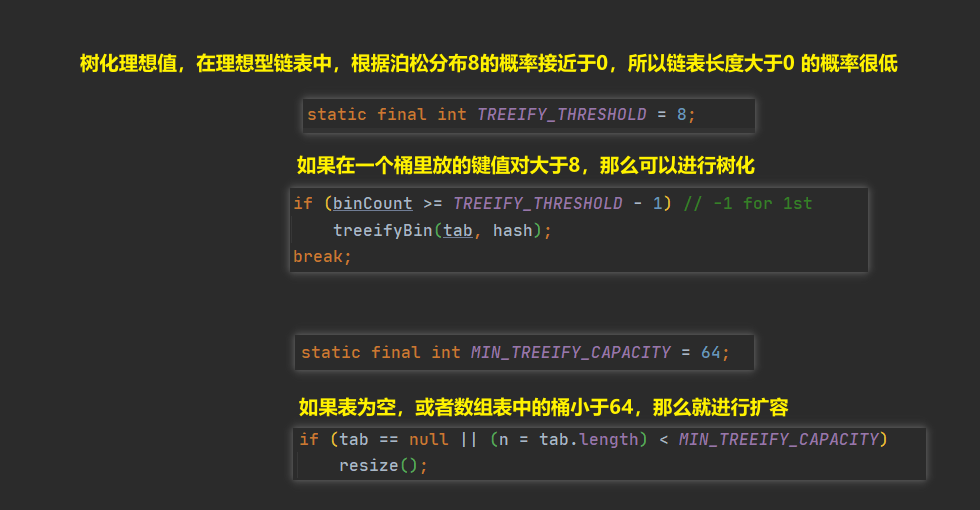 树化理想值，在理想型链表中，根据泊松分布8的概率接近于0，所以链表长度大于0 的概率很低
static final int TREEIFY_THRESHOLD = 8;
如果在一个桶里放的键值对大于8，那么可以进行树化
if (binCount >= TREEIFY_THRESHOLD - 1) // -1 for 1st
    treeifyBin(tab, hash);
break;
static final int MIN_TREEIFY_CAPACITY = 64;
如果表为空，或者数组表中的桶小于64，那么就进行扩容
if (tab == null || (n = tab.length) < MIN_TREEIFY_CAPACITY)
    resize();